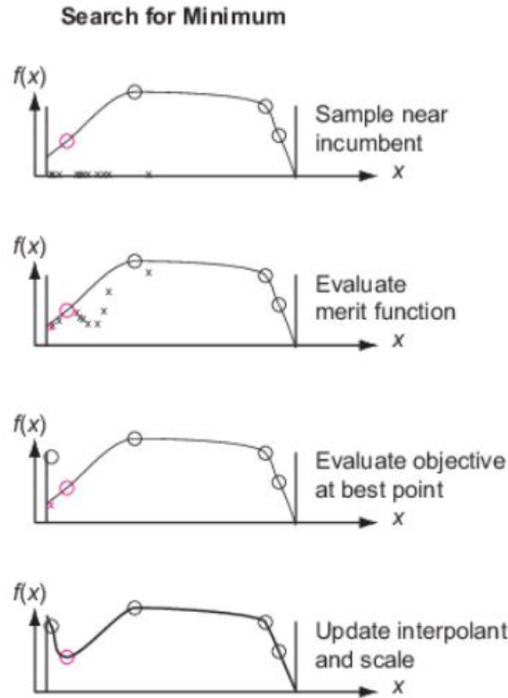 Search for Minimum
f(x)
Sample near
incumbent
x
f(x)
Evaluate
merit function
x
f(x)
Evaluate objective
at best point
x
f(x)
Update interpolant
and scale
x